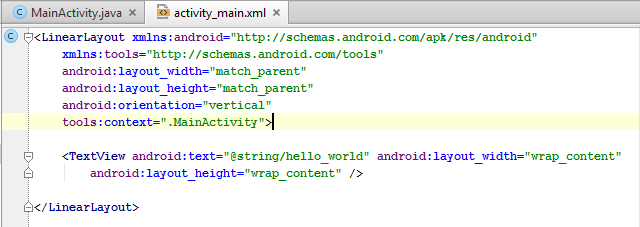 MainActivity.java × activity_main.xml ×
<LinearLayout xmlns:android="http://schemas.android.com/apk/res/android"
    xmlns:tools="http://schemas.android.com/tools"
    android:layout_width="match_parent"
    android:layout_height="match_parent"
    android:orientation="vertical"
    tools:context=".MainActivity">

    <TextView android:text="@string/hello_world" android:layout_width="wrap_content"
        android:layout_height="wrap_content" />

</LinearLayout>